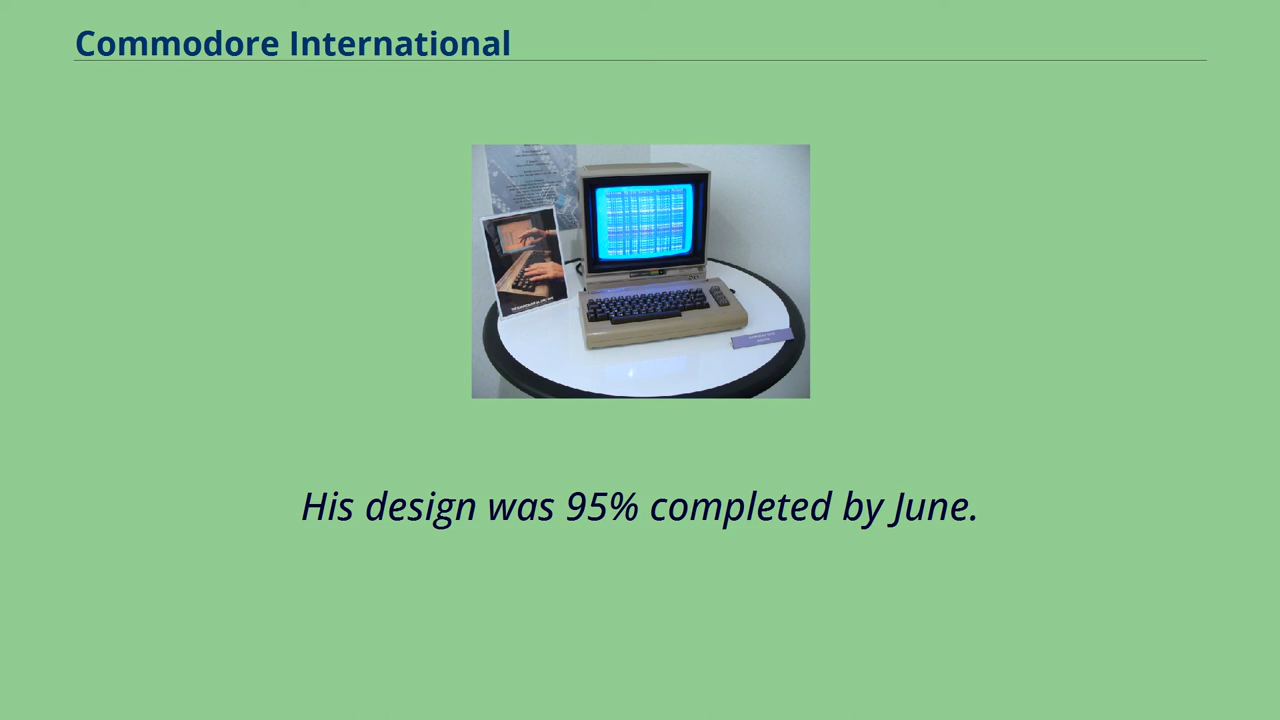 Commodore International
His design was 95% completed by June.